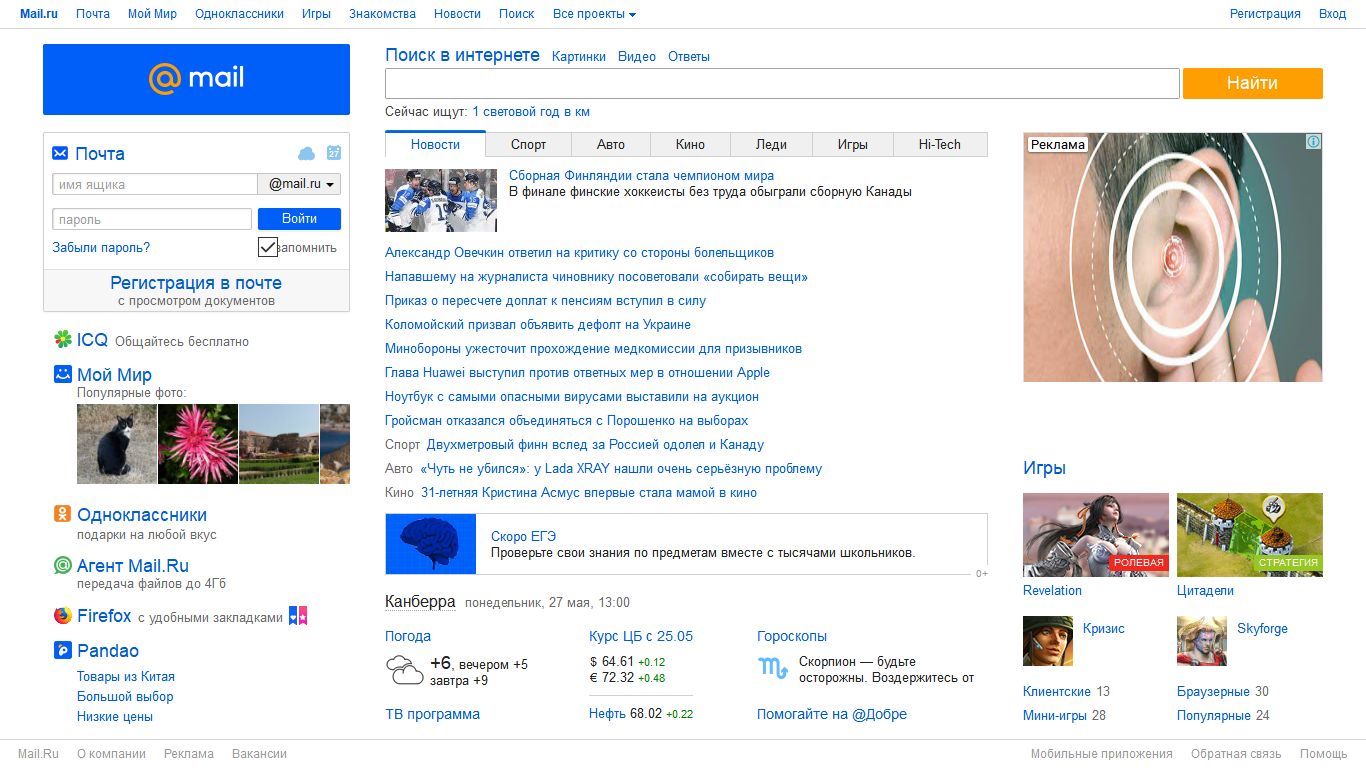 Mail.ru Почта Мой Мир Одноклассники Игры Знакомства Новости Поиск Все проекты Регистрация Вход
@mail
Почта
27
имя ящика @mail.ru
пароль Войти
Забыли пароль? запомнить
Регистрация в почте
с просмотром документов
ICQ Общайтесь бесплатно
Мой Мир
Популярные фото:
Одноклассники
подарки на любой вкус
Агент Mail.Ru
передача файлов до 4Гб
Firefox с удобными закладками
Pandao
Товары из Китая
Большой выбор
Низкие цены
Поиск в интернете Картинки Видео Ответы
Найти
Сейчас ищут: 1 световой год в км
Новости Спорт Авто Кино Леди Игры Hi-Tech
Сборная Финляндии стала чемпионом мира
В финале финские хоккеисты без труда обыграли сборную Канады
Александр Овечкин ответил на критику со стороны болельщиков
Напавшему на журналиста чиновнику посоветовали «собирать вещи»
Приказ о пересчете доплат к пенсиям вступил в силу
Коломойский призвал объявить дефолт на Украине
Минобороны ужесточит прохождение медкомиссии для призывников
Глава Huawei выступил против ответных мер в отношении Apple
Ноутбук с самыми опасными вирусами выставили на аукцион
Гройсман отказался объединяться с Порошенко на выборах
Спорт Двухметровый финн вслед за Россией одолел и Канаду
Авто «Чуть не убился»: у Lada XRAY нашли очень серьёзную проблему
Кино 31-летняя Кристина Асмус впервые стала мамой в кино
Скоро ЕГЭ
Проверьте свои знания по предметам вместе с тысячами школьников.
0+
Канберра понедельник, 27 мая, 13:00
Погода
+6, вечером +5
завтра +9
ТВ программа
Курс ЦБ с 25.05
$ 64.61 +0.12
€ 72.32 +0.48
Нефть 68.02 +0.22
Гороскопы
Скорпион — будьте
осторожны. Воздержитесь от
Помогайте на @Добре
Реклама
Игры
РОЛЕВАЯ СТРАТЕГИЯ
Revelation Цитадели
Кризис Skyforge
Клиентские 13 Браузерные 30
Мини-игры 28 Популярные 24
Mail.Ru О компании Реклама Вакансии Мобильные приложения Обратная связь Помощь